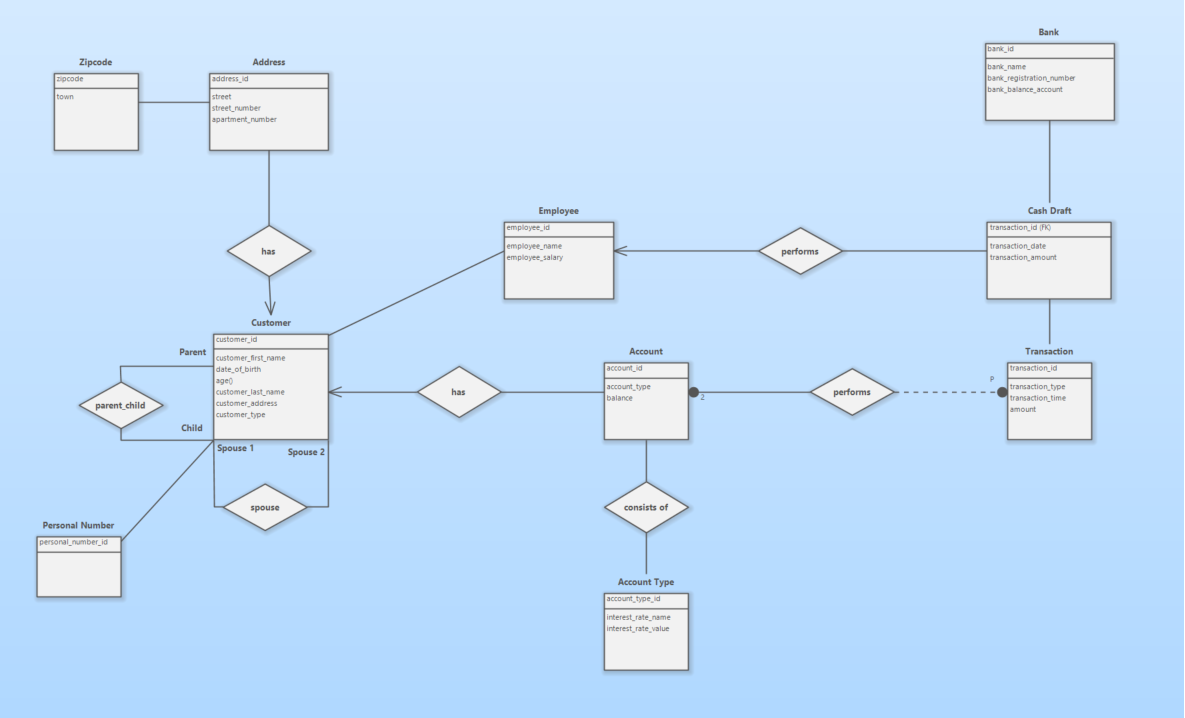 Bank
bank_id
bank_name
bank_registration_number
bank_balance_account
Zipcode
zipcode
town
Address
address_id
street
street_number
apartment_number
has
Employee
employee_id
employee_name
employee_salary
performs
Cash Draft
transaction_id (FK)
transaction_date
transaction_amount
Customer
customer_id
customer_first_name
date_of_birth
age()
customer_last_name
customer_address
customer_type
Parent
parent_child
Child
Spouse 1
Spouse 2
spouse
has
Account
account_id
account_type
balance
2
performs
P
Transaction
transaction_id
transaction_type
transaction_time
amount
Personal Number
personal_number_id
consists of
Account Type
account_type_id
interest_rate_name
interest_rate_value